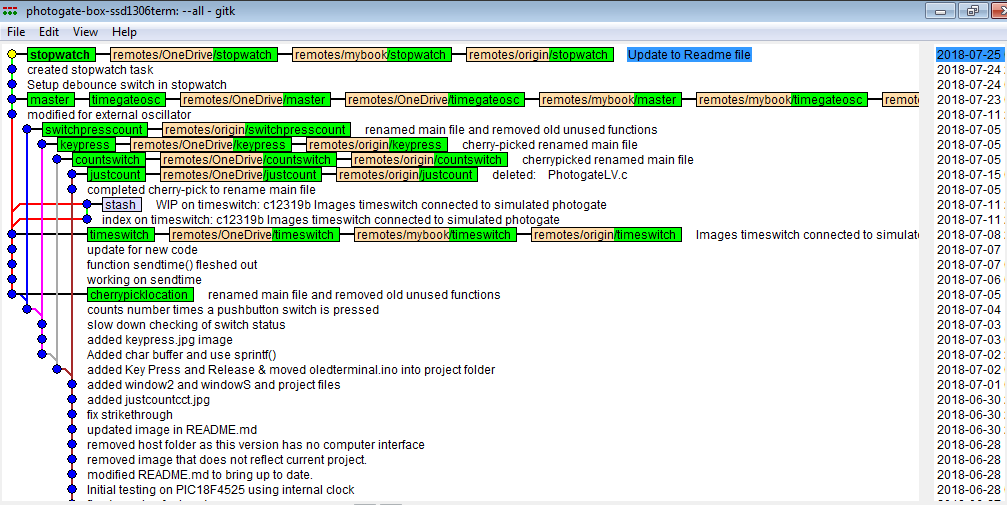 photogate-box-ssd1306term: --all - gitk
File Edit View Help
stopwatch remotes/OneDrive/stopwatch remotes/mybook/stopwatch remotes/origin/stopwatch Update to Readme file 2018-07-25
created stopwatch task 2018-07-24
Setup debounce switch in stopwatch 2018-07-24
master timegateosc remotes/OneDrive/master remotes/OneDrive/timegateosc remotes/mybook/master remotes/mybook/timegateosc remotes 2018-07-23
modified for external oscillator 2018-07-11
switchpresscount remotes/origin/switchpresscount renamed main file and removed old unused functions 2018-07-05
keypress remotes/OneDrive/keypress remotes/origin/keypress cherry-picked renamed main file 2018-07-05
countswitch remotes/OneDrive/countswitch remotes/origin/countswitch cherrypicked renamed main file 2018-07-05
justcount remotes/OneDrive/justcount remotes/origin/justcount deleted: PhotogateLV.c 2018-07-15
completed cherry-pick to rename main file 2018-07-05
stash WIP on timeswitch: c12319b Images timeswitch connected to simulated photogate 2018-07-11
index on timeswitch: c12319b Images timeswitch connected to simulated photogate 2018-07-11
timeswitch remotes/OneDrive/timeswitch remotes/mybook/timeswitch remotes/origin/timeswitch Images timeswitch connected to simulate 2018-07-08
update for new code 2018-07-07
function sendtime() fleshed out 2018-07-07
working on sendtime 2018-07-06
cherrypicklocation renamed main file and removed old unused functions 2018-07-05
counts number times a pushbutton switch is pressed 2018-07-04
slow down checking of switch status 2018-07-03
added keypress.jpg image 2018-07-03
Added char buffer and use sprintf() 2018-07-02
added Key Press and Release & moved oledterminal.ino into project folder 2018-07-02
added window2 and windowS and project files 2018-07-01
added justcountcct.jpg 2018-06-30
fix strikethrough 2018-06-30
updated image in README.md 2018-06-30
removed host folder as this version has no computer interface 2018-06-28
removed image that does not reflect current project. 2018-06-28
modified README.md to bring up to date. 2018-06-28
Initial testing on PIC18F4525 using internal clock 2018-06-28